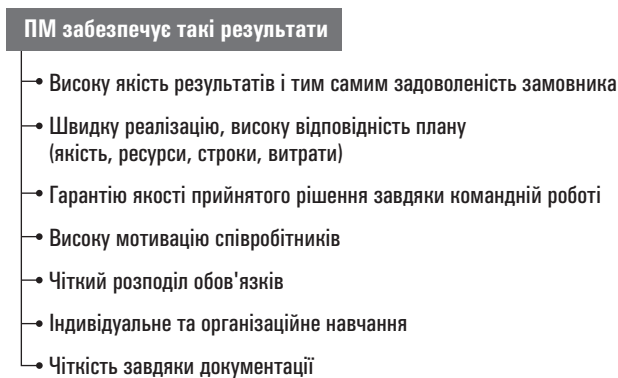 ПМ забезпечує такі результати
Високу якість результатів і тим самим задоволеність замовника
Швидку реалізацію, високу відповідність плану
(якість, ресурси, строки, витрати)
Гарантію якості прийнятого рішення завдяки командній роботі
Високу мотивацію співробітників
Чіткий розподіл обов'язків
Індивідуальне та організаційне навчання
Чіткість завдяки документації